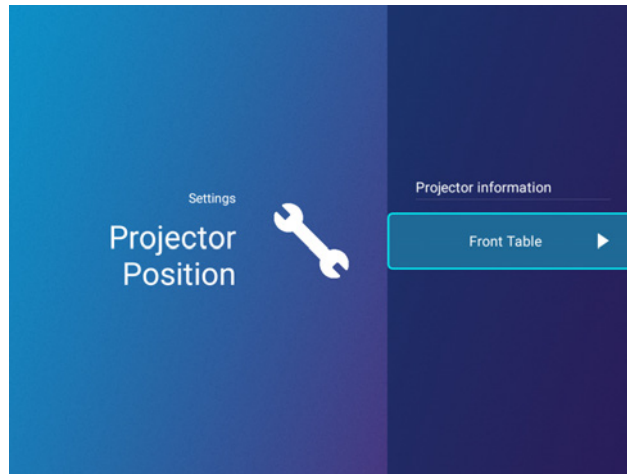 Settings
Projector
Position
Projector information
Front Table